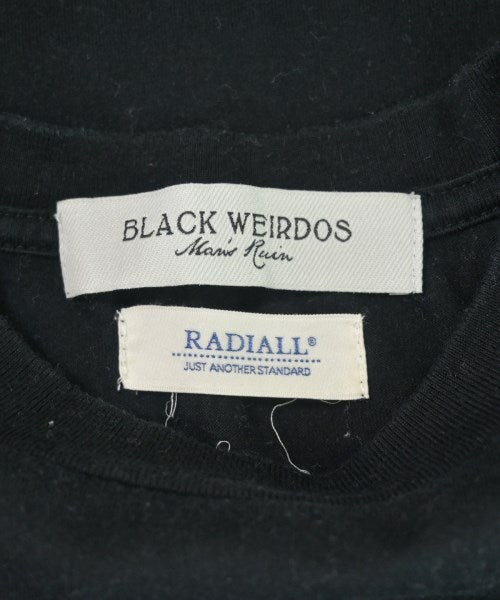 BLACK WEIRDOS
Man's Ruin
RADIALL®
JUST ANOTHER STANDARD